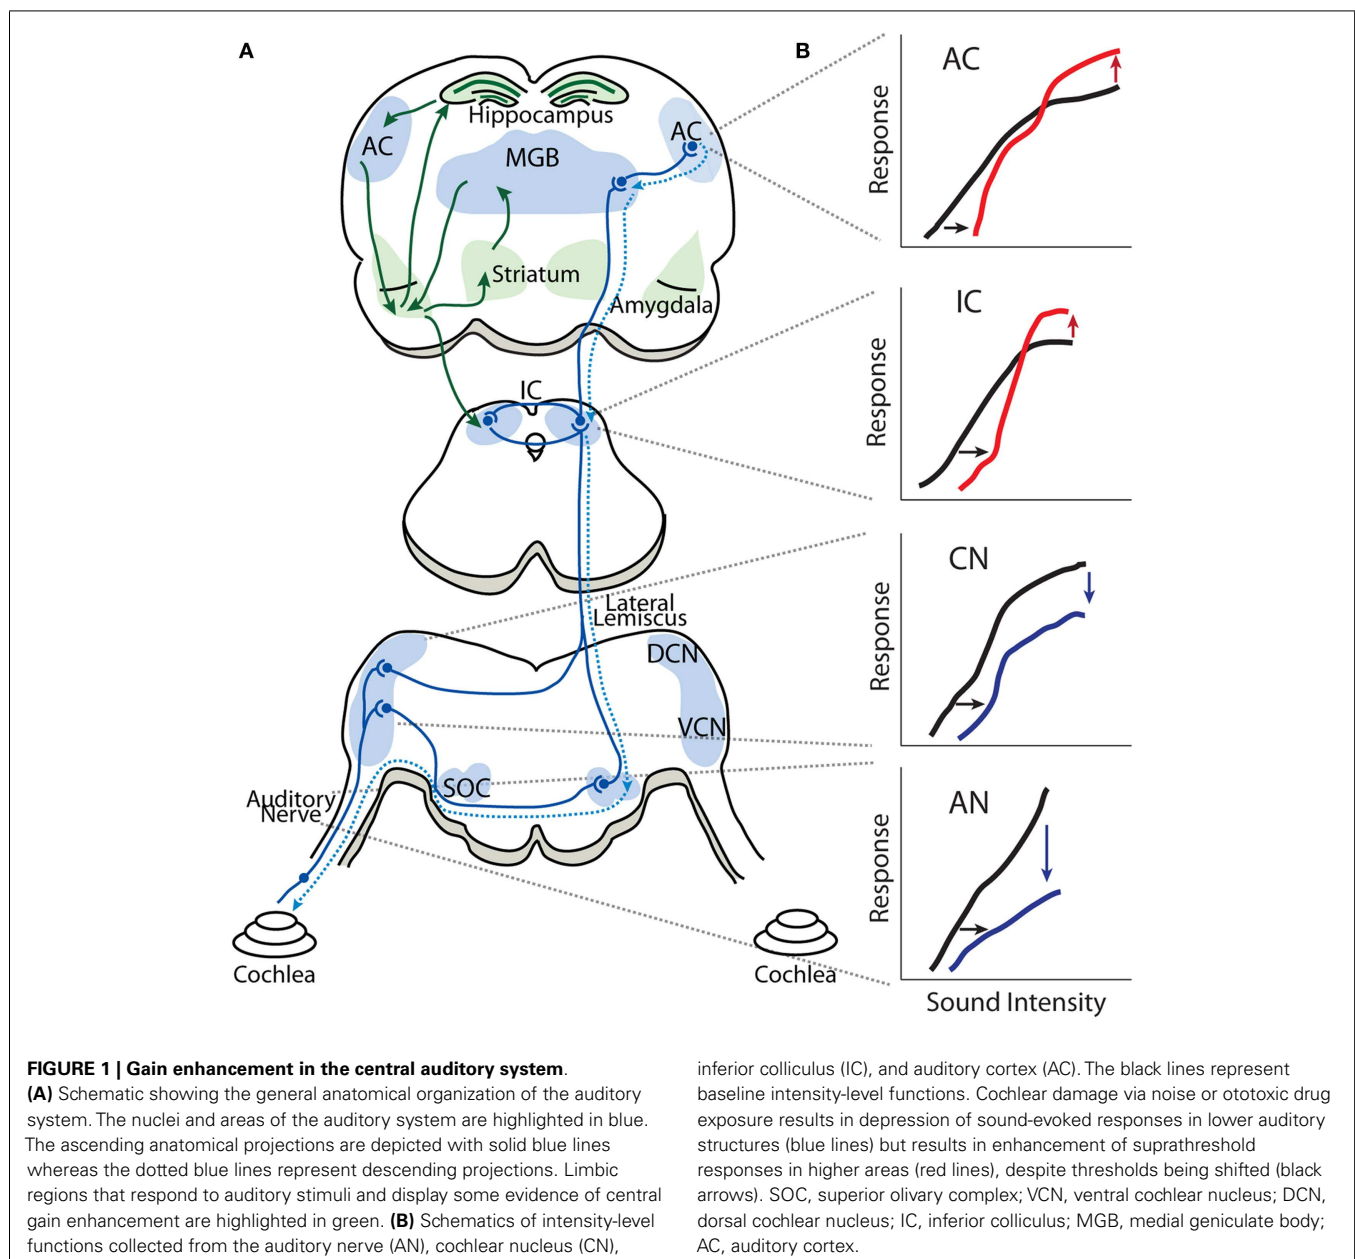 A
B
Hippocampus
AC
AC
MGB
Striatum
Amygdala
IC
Lateral
Lemiscus
DCN
VCN
SOC
Auditory
Nerve
Cochlea
Cochlea
AC
Response
IC
Response
CN
Response
AN
Response
Sound Intensity
FIGURE 1 | Gain enhancement in the central auditory system.
(A) Schematic showing the general anatomical organization of the auditory
system. The nuclei and areas of the auditory system are highlighted in blue.
The ascending anatomical projections are depicted with solid blue lines
whereas the dotted blue lines represent descending projections. Limbic
regions that respond to auditory stimuli and display some evidence of central
gain enhancement are highlighted in green. (B) Schematics of intensity-level
functions collected from the auditory nerve (AN), cochlear nucleus (CN),
inferior colliculus (IC), and auditory cortex (AC). The black lines represent
baseline intensity-level functions. Cochlear damage via noise or ototoxic drug
exposure results in depression of sound-evoked responses in lower auditory
structures (blue lines) but results in enhancement of suprathreshold
responses in higher areas (red lines), despite thresholds being shifted (black
arrows). SOC, superior olivary complex; VCN, ventral cochlear nucleus; DCN,
dorsal cochlear nucleus; IC, inferior colliculus; MGB, medial geniculate body;
AC, auditory cortex.